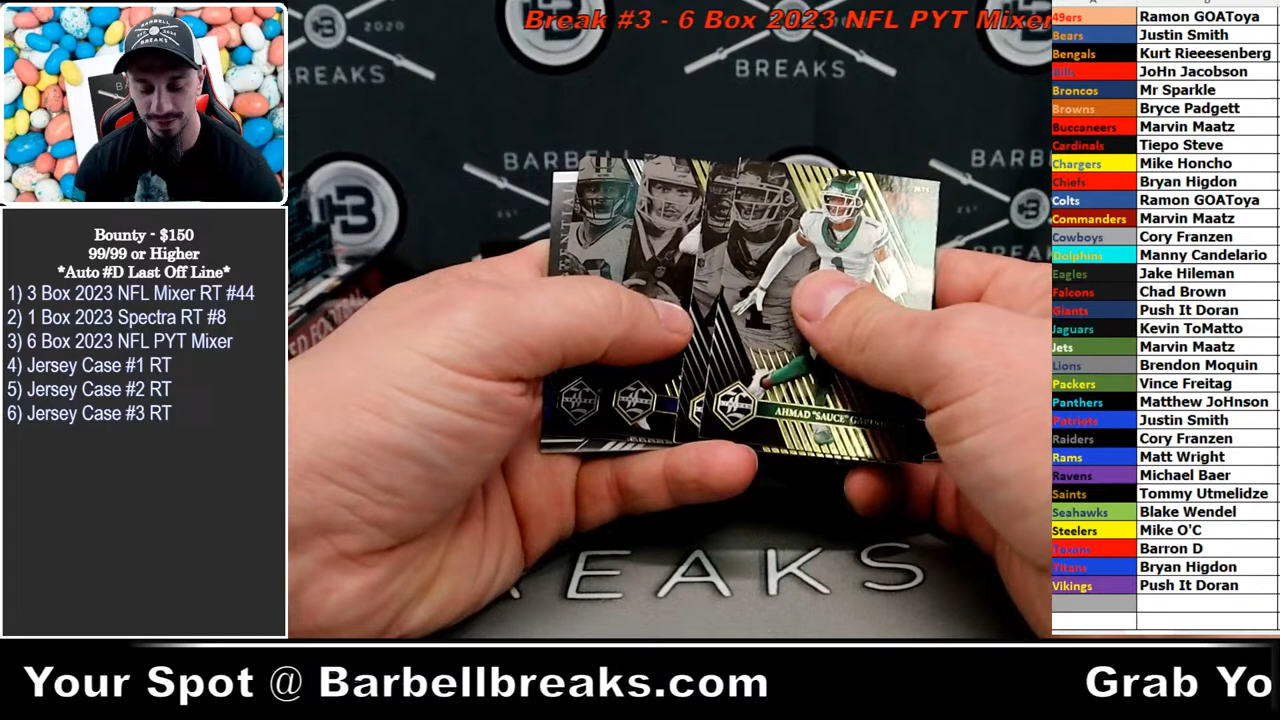 Break #3 - 6 Box 2023 NFL PYT Mixer
2020
BREAKS
BREAKS
BARB
BARBELL
Bounty - $150
99/99 or Higher
*Auto #D Last Off Line*
1) 3 Box 2023 NFL Mixer RT #44
2) 1 Box 2023 Spectra RT #8
3) 6 Box 2023 NFL PYT Mixer
4) Jersey Case #1 RT
5) Jersey Case #2 RT
6) Jersey Case #3 RT
AHMAD "SAUCE"
EAKS
49ers Ramon GOAToya
Bears Justin Smith
Bengals Kurt Rieeesenberg
Bills JoHn Jacobson
Broncos Mr Sparkle
Browns Bryce Padgett
Buccaneers Marvin Maatz
Cardinals Tiepo Steve
Chargers Mike Honcho
Chiefs Bryan Higdon
Colts Ramon GOAToya
Commanders Marvin Maatz
Cowboys Cory Franzen
Dolphins Manny Candelario
Eagles Jake Hileman
Falcons Chad Brown
Giants Push It Doran
Jaguars Kevin ToMatto
Jets Marvin Maatz
Lions Brendon Moquin
Packers Vince Freitag
Panthers Matthew JoHnson
Patriots Justin Smith
Raiders Cory Franzen
Rams Matt Wright
Ravens Michael Baer
Saints Tommy Utmelidze
Seahawks Blake Wendel
Steelers Mike O'C
Texans Barron D
Titans Bryan Higdon
Vikings Push It Doran
Your Spot @ Barbellbreaks.com Grab Yo